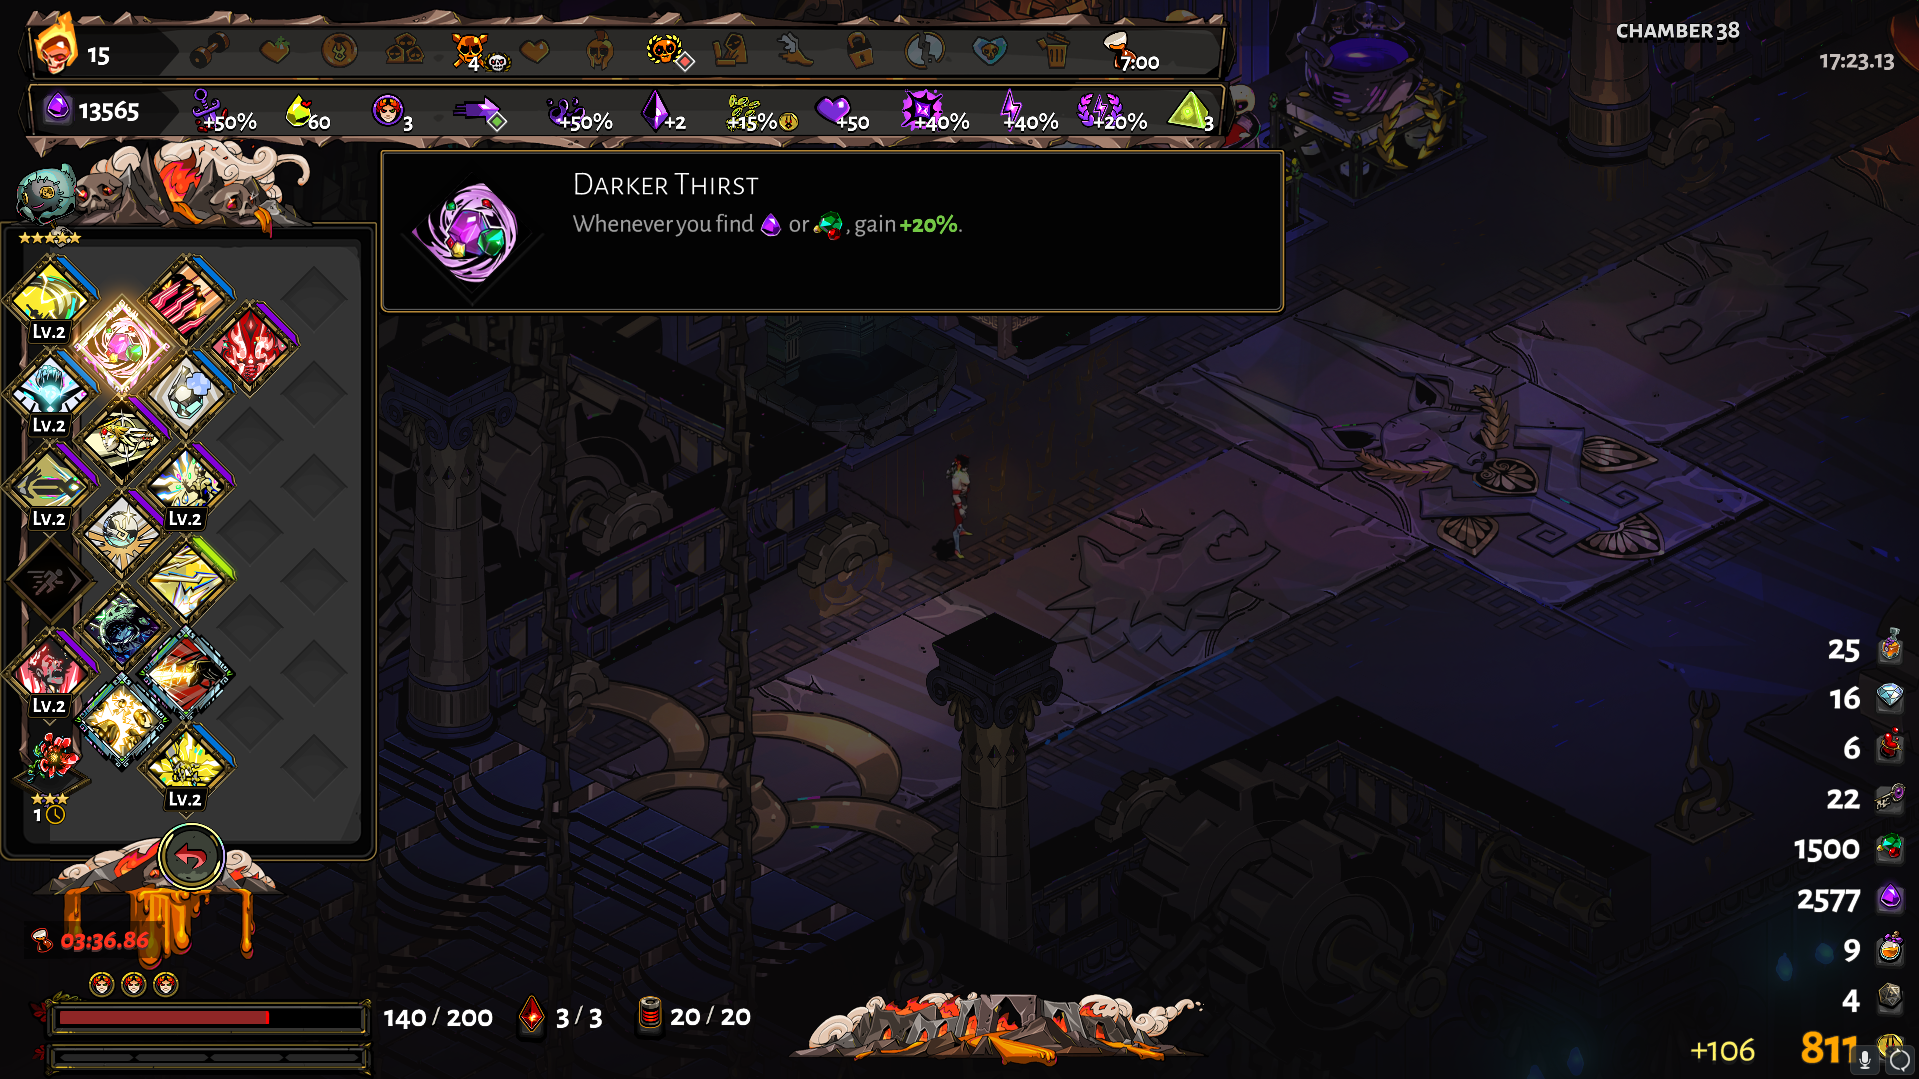 15
4
7:00
CHAMBER 38
17:23.13
13565
+50%
60
3
+50%
+2
+15%
+50
+40%
+40%
+20%
3
DARKER THIRST
Whenever you find or , gain +20%.
Lv.2
Lv.2
Lv.2
Lv.2
Lv.2
Lv.2
1
03:36.86
140 / 200
3 / 3
20 / 20
25
16
6
22
1500
2577
9
4
+106
811